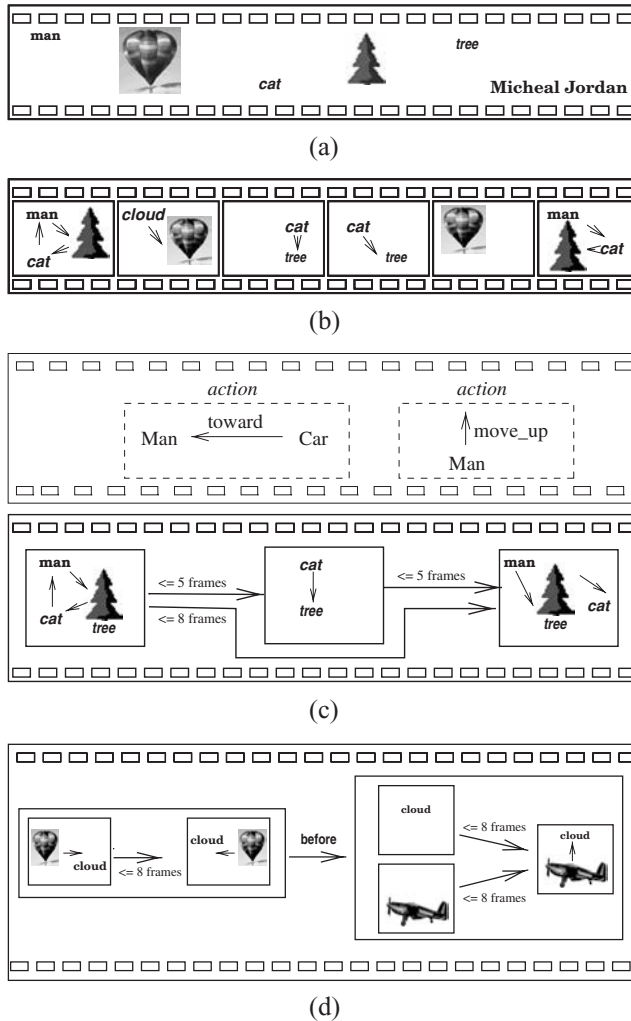 man
tree
cat
Micheal Jordan
(a)
man
cat
cloud
cat
tree
cat
tree
man
cat
(b)
action
Man
toward
Car
action
move_up
Man
man
cat
tree
<= 5 frames
<= 8 frames
cat
tree
<= 5 frames
man
tree
cat
(c)
cloud
<= 8 frames
cloud
before
cloud
<= 8 frames
<= 8 frames
cloud
(d)